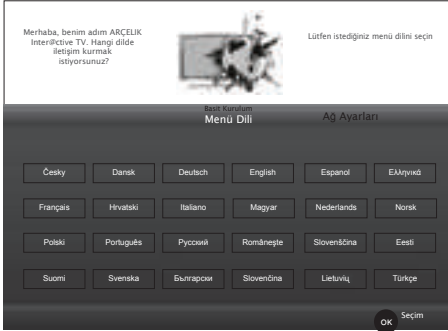 Merhaba, benim adım ARÇELIK
Inter@ctive TV. Hangi dilde
iletişim kurmak
istiyorsunuz?
Lütfen istediğiniz menü dilini seçin
Basit Kurulum
Menü Dili
Ağ Ayarları
Česky Dansk Deutsch English Espanol Ελληνικά
Français Hrvatski Italiano Magyar Nederlands Norsk
Polski Português Русский Româneşte Slovenščina Eesti
Suomi Svenska Български Slovenčina Lietuvių Türkçe
OK Seçim